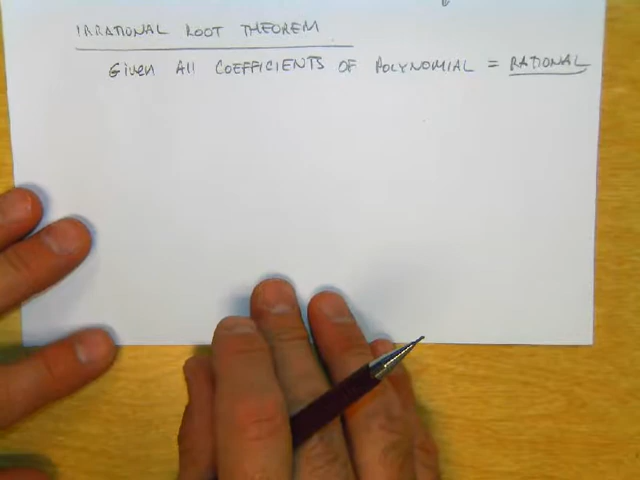 IRRATIONAL ROOT THEOREM
Given All COEFFICIENTS OF POLYNOMIAL = RATIONAL